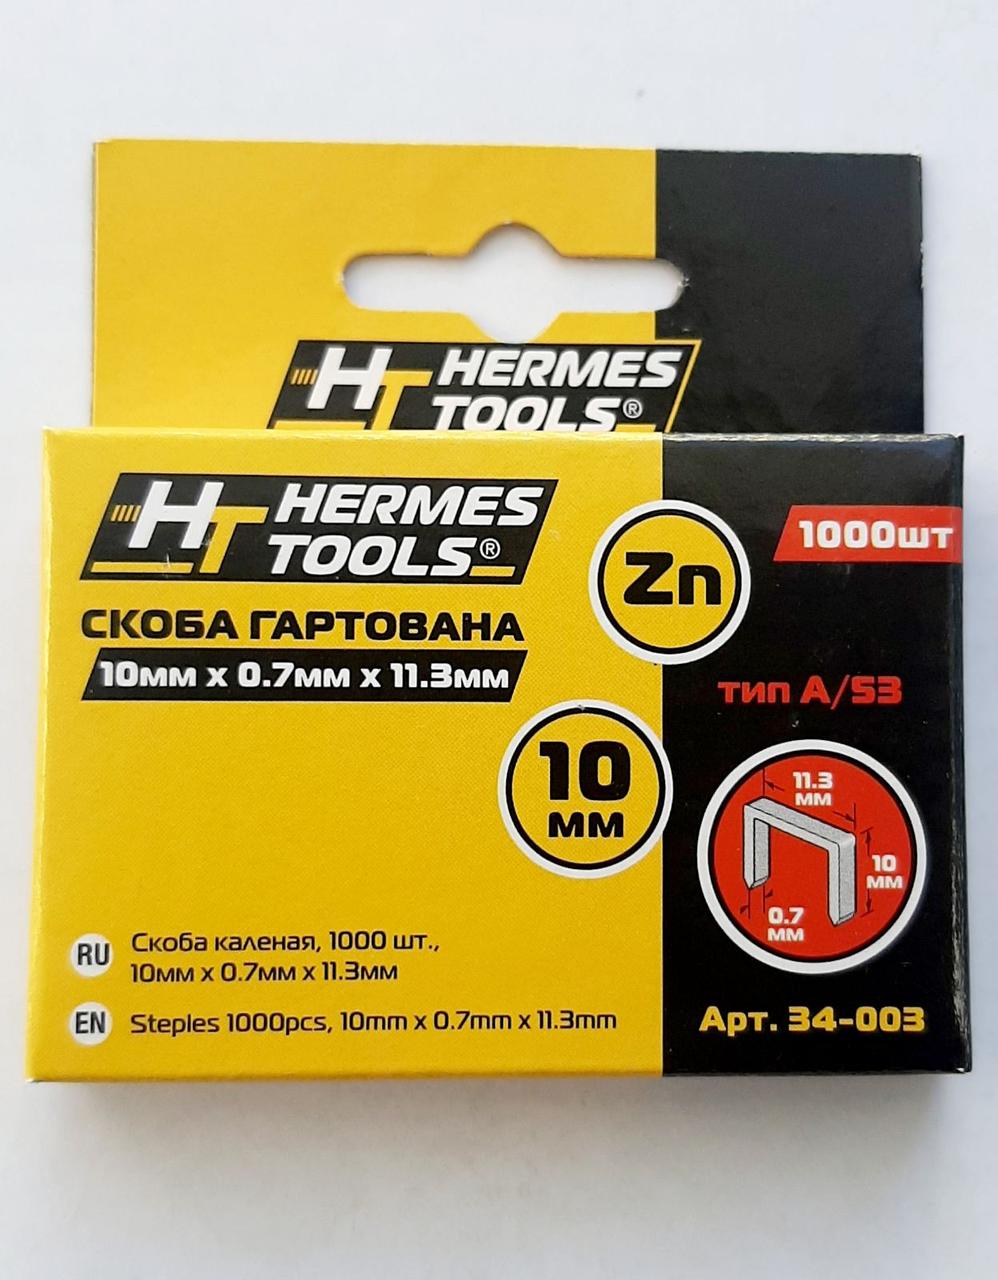 HT HERMES
TOOLS®
HT HERMES
TOOLS®
СКОБА ГАРТОВАНА
10мм x 0.7мм x 11.3мм
Zn
1000шт
тип A/53
10
мм
11.3
мм
10
мм
0.7
мм
RU Скоба каленая, 1000 шт.,
10мм x 0.7мм x 11.3мм
EN Steples 1000pcs, 10mm x 0.7mm x 11.3mm
Арт. 34-003